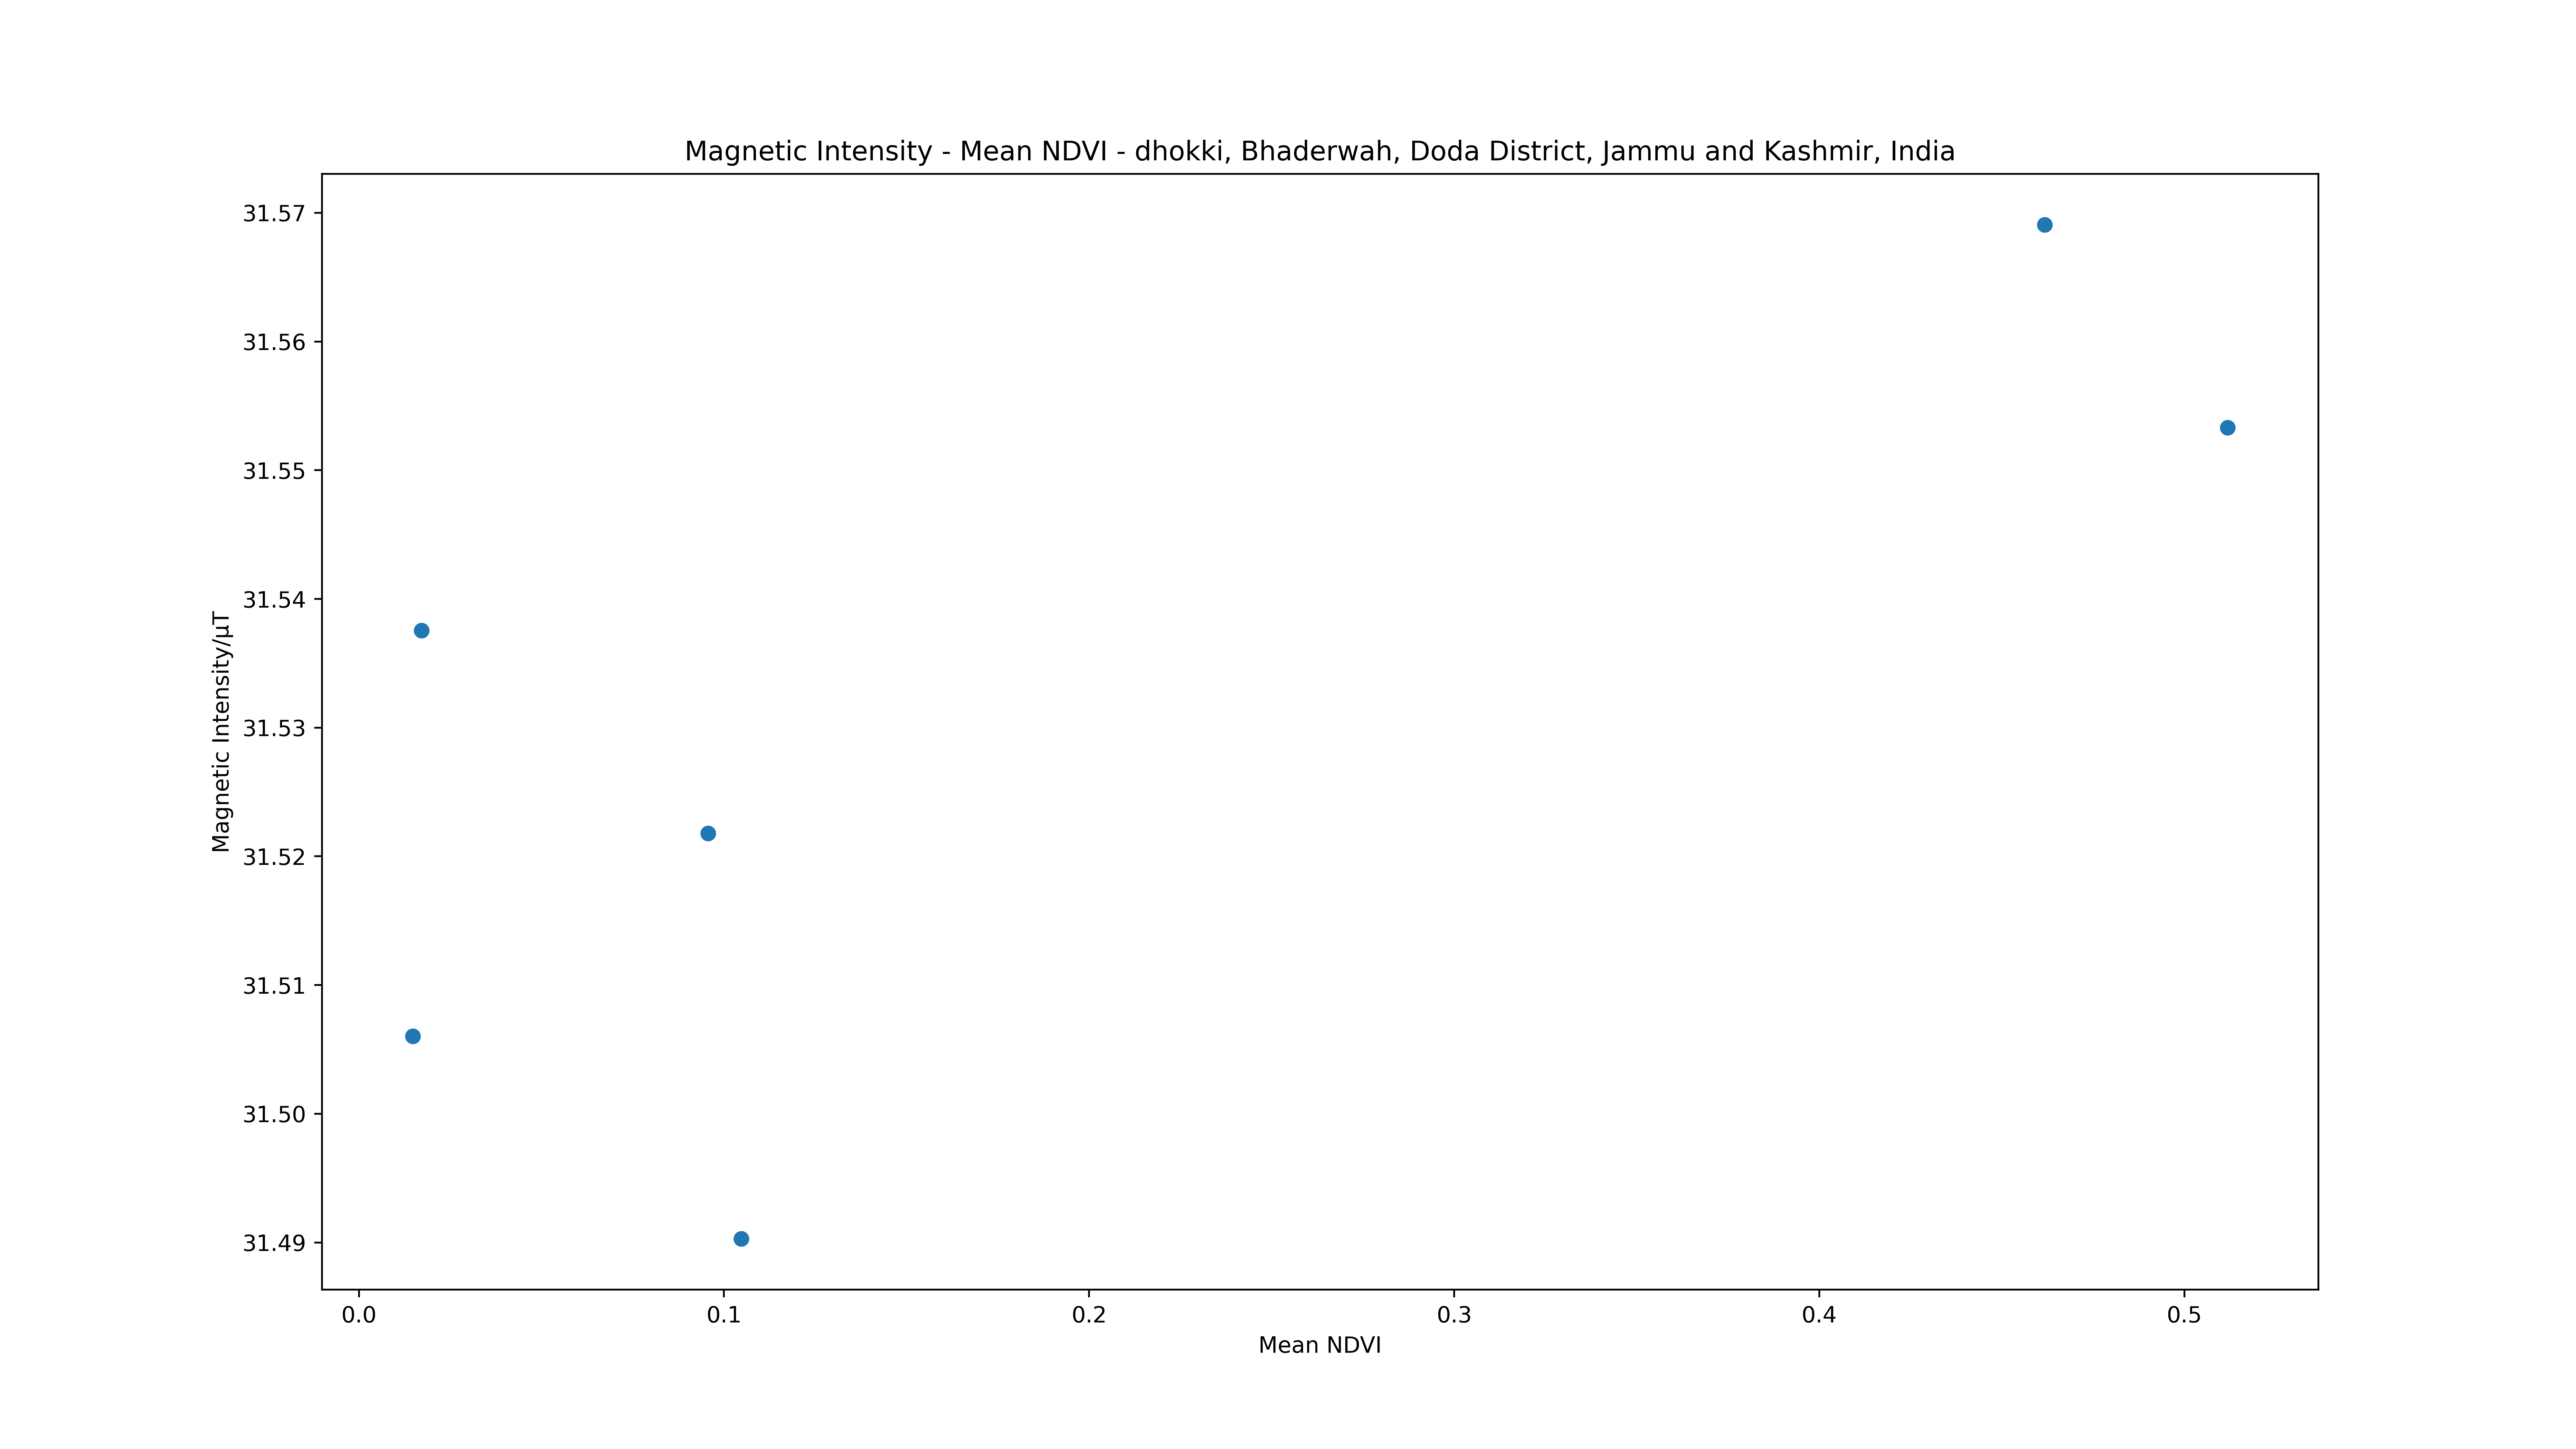 Magnetic Intensity - Mean NDVI - dhokki, Bhaderwah, Doda District, Jammu and Kashmir, India
31.57
31.56
31.55
31.54
31.53
31.52
31.51
31.50
31.49
Magnetic Intensity/μT
0.0 0.1 0.2 0.3 0.4 0.5
Mean NDVI